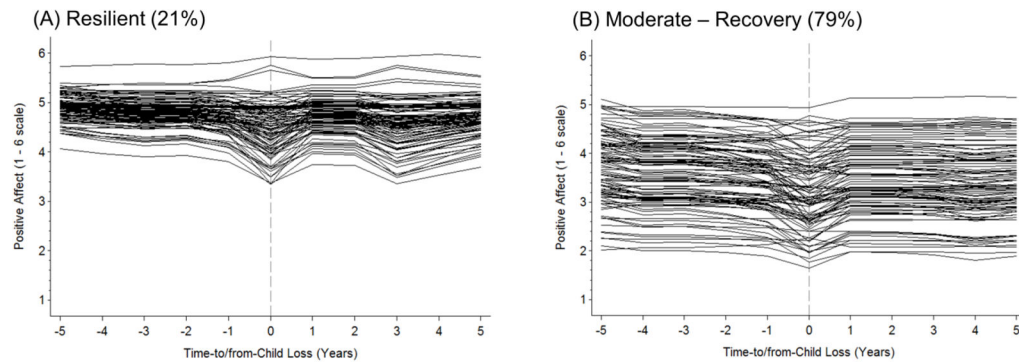 (A) Resilient (21%)
Positive Affect (1 - 6 scale)
6
5
4
3
2
1
-5 -4 -3 -2 -1 0 1 2 3 4 5
Time-to/from-Child Loss (Years)
(B) Moderate – Recovery (79%)
Positive Affect (1 - 6 scale)
6
5
4
3
2
1
-5 -4 -3 -2 -1 0 1 2 3 4 5
Time-to/from-Child Loss (Years)